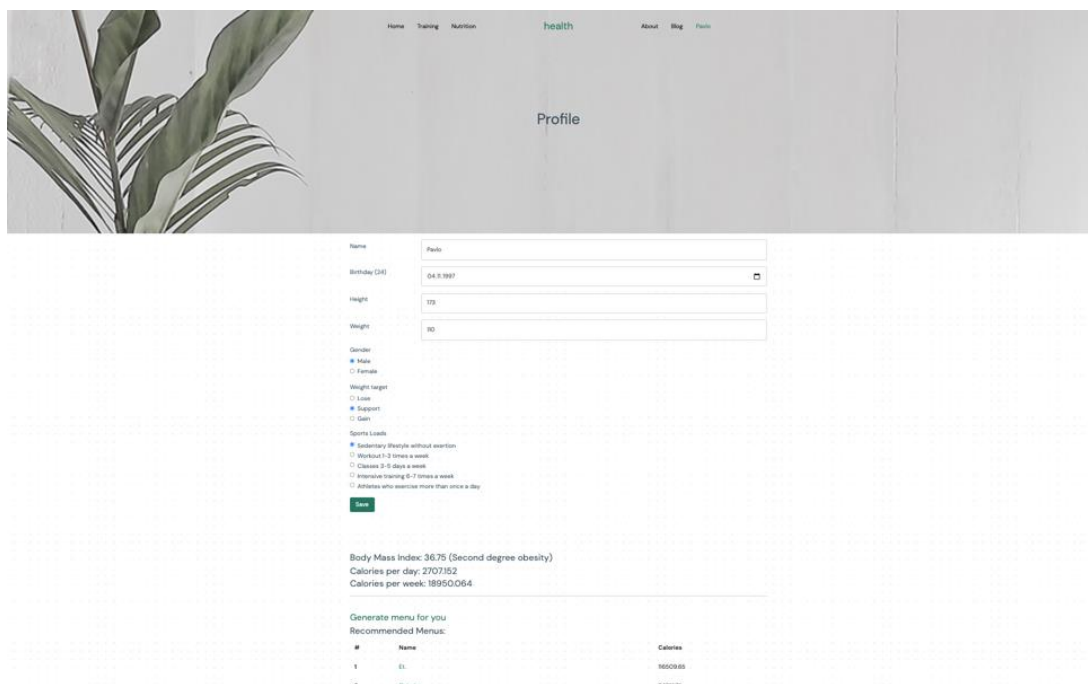 Home Training Nutrition health About Blog Pavlo
Profile
Name Pavlo
Birthday (24) 04.11.1997
Height 173
Weight 110
Gender
Male
Female
Weight target
Lose
Support
Gain
Sports Loads
Sedentary lifestyle without exertion
Workout 1-3 times a week
Classes 3-5 days a week
Intensive training 6-7 times a week
Athletes who exercise more than once a day
Save
Body Mass Index: 36.75 (Second degree obesity)
Calories per day: 2707.152
Calories per week: 18950.064
Generate menu for you
Recommended Menus:
# Name Calories
1 Et.